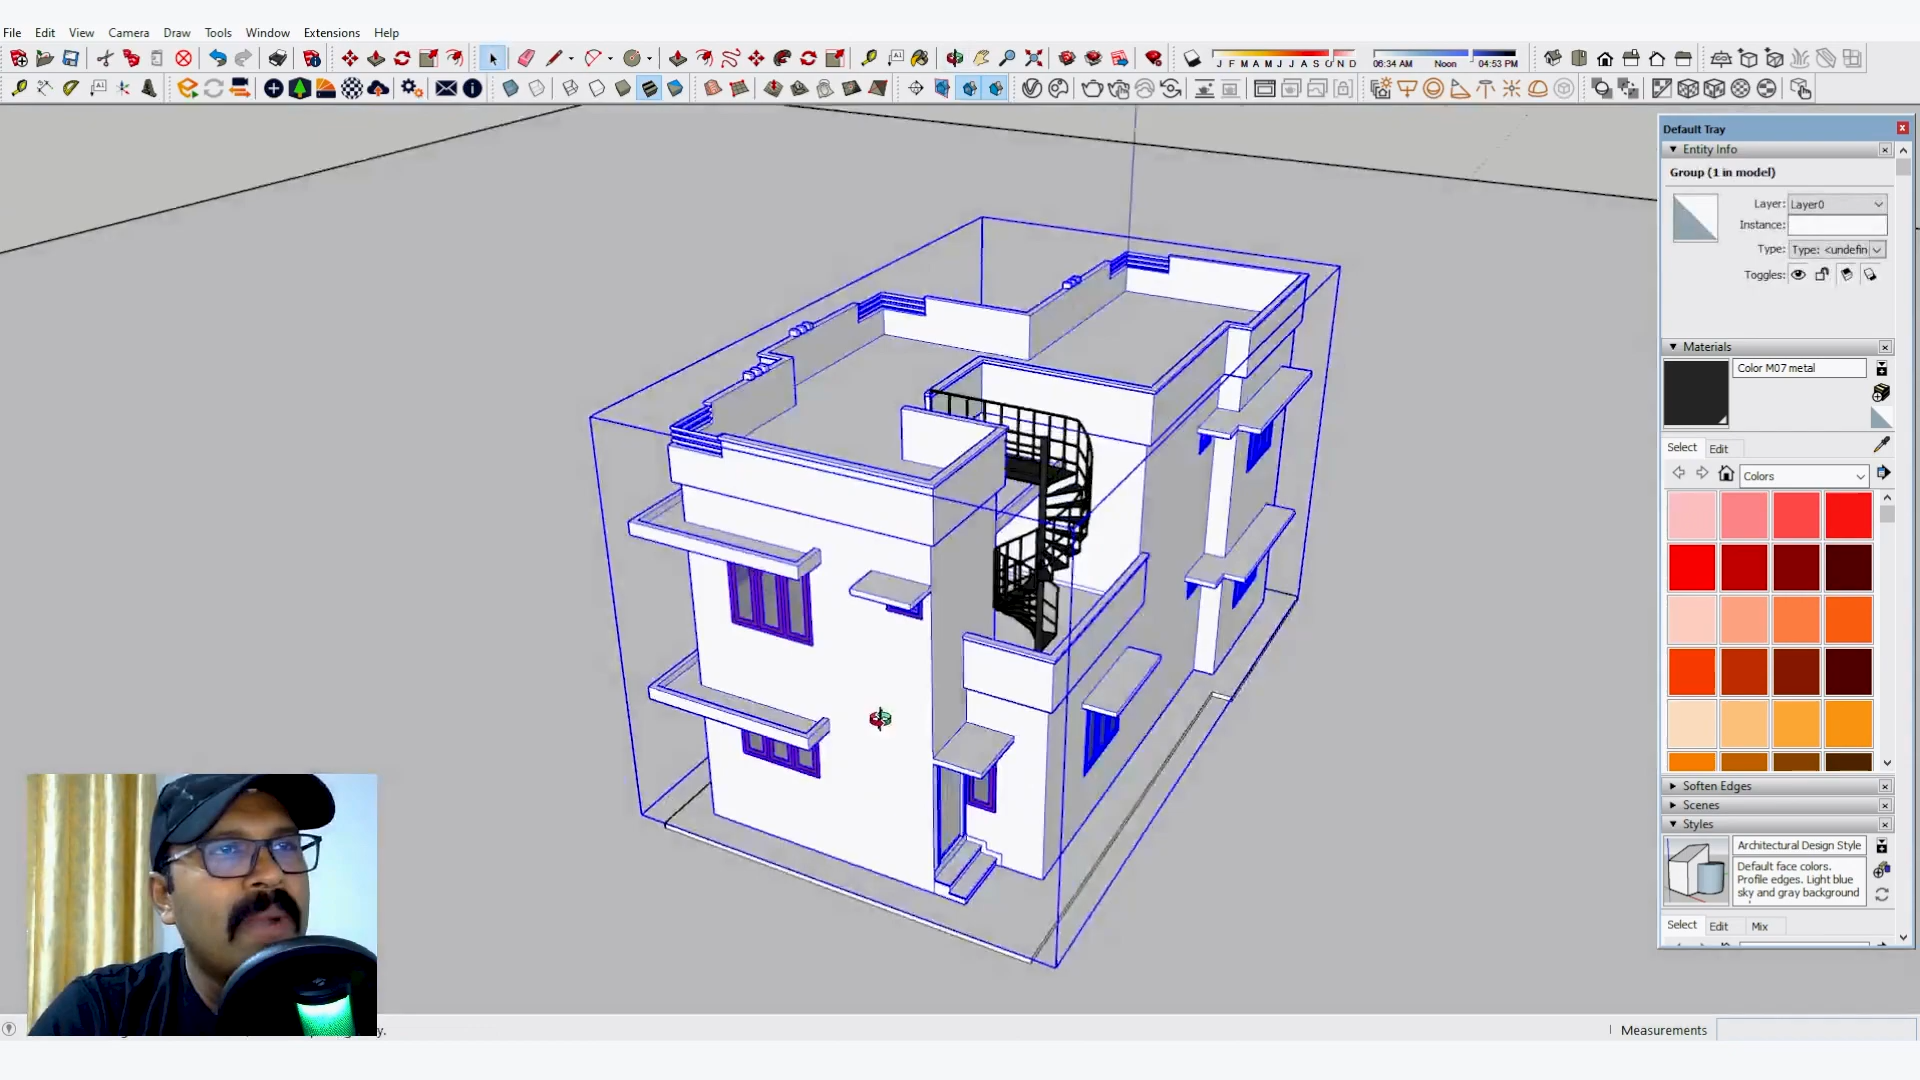 File Edit View Camera Draw Tools Window Extensions Help
J F M A M J J A S O N D
06:34 AM Noon 04:53 PM
Default Tray
Entity Info
Group (1 in model)
Layer: Layer0
Instance:
Type: Type: <undefin
Toggles:
Materials
Color M07 metal
Select Edit
Colors
Soften Edges
Scenes
Styles
Architectural Design Style
Default face colors.
Profile edges. Light blue
sky and gray background
Select Edit Mix
Measurements